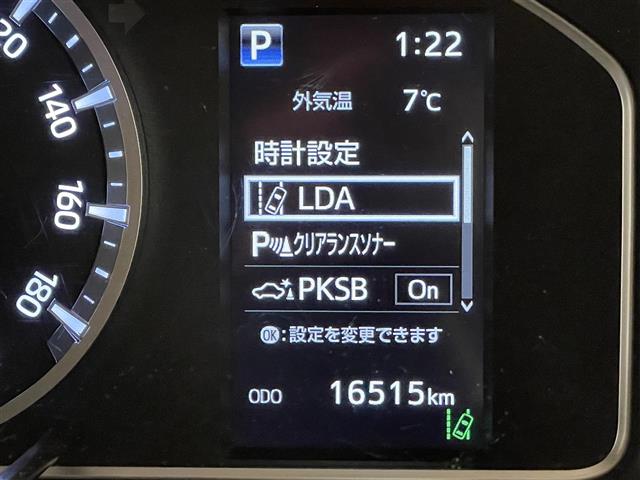 120
140
160
180
P 1:22
外気温 7℃
時計設定
LDA
P クリアランスソナー
PKSB On
OK:設定を変更できます
ODO 16515km